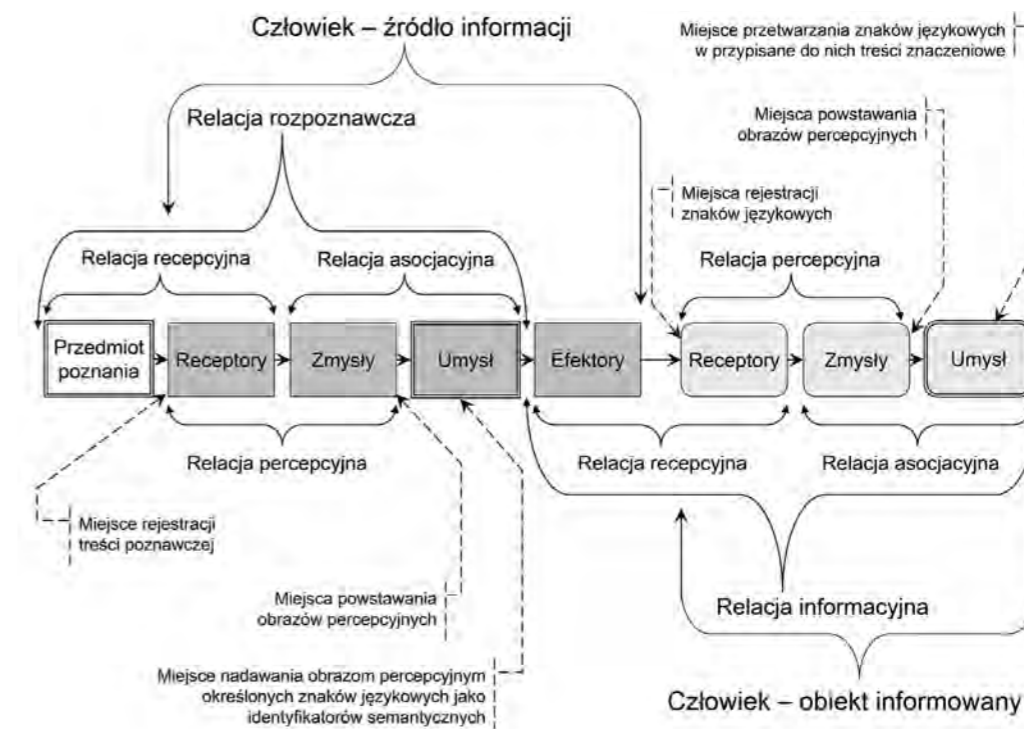 Człowiek – źródło informacji
Miejsce przetwarzania znaków językowych
w przypisane do nich treści znaczeniowe
Relacja rozpoznawcza
Miejsca powstawania
obrazów percepcyjnych
Miejsca rejestracji
znaków językowych
Relacja recepcyjna
Relacja asocjacyjna
Relacja percepcyjna
Przedmiot
poznania
Receptory
Zmysły
Umysł
Efektory
Receptory
Zmysły
Umysł
Relacja percepcyjna
Relacja recepcyjna
Relacja asocjacyjna
Miejsce rejestracji
treści poznawczej
Miejsca powstawania
obrazów percepcyjnych
Relacja informacyjna
Miejsce nadawania obrazom percepcyjnym
określonych znaków językowych jako
identyfikatorów semantycznych
Człowiek – obiekt informowany